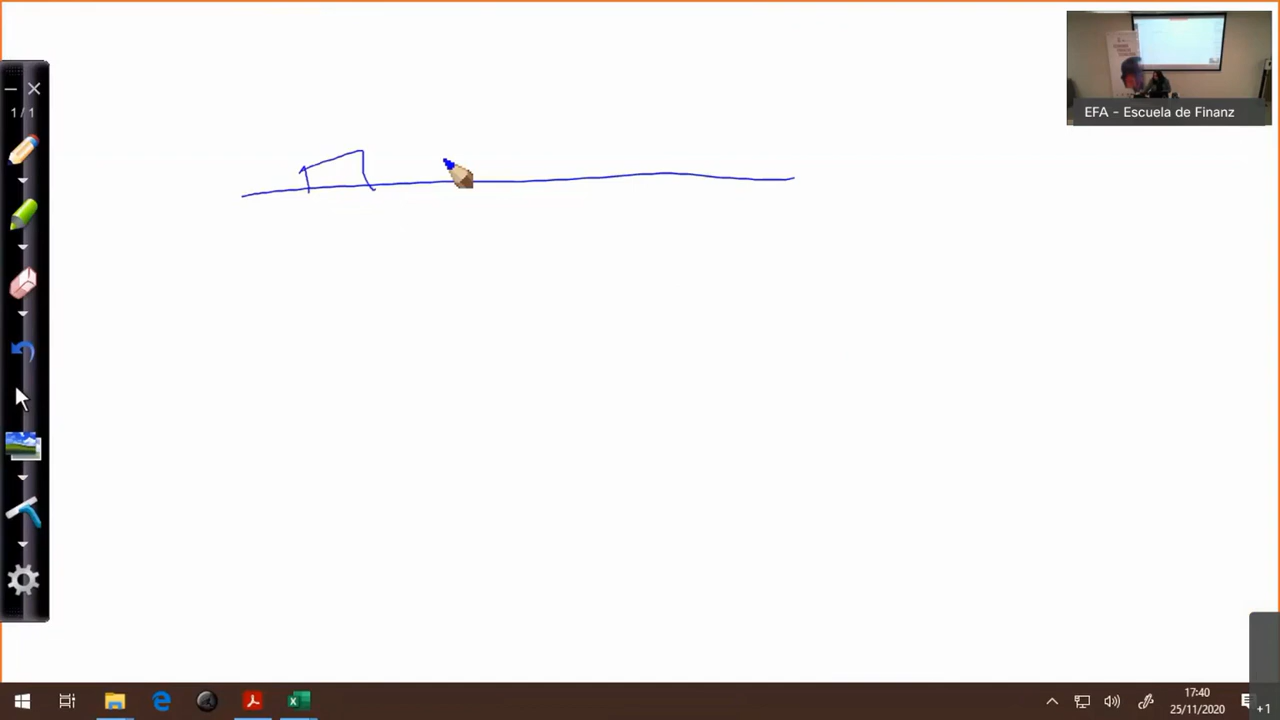 EFA - Escuela de Finanz
1/1
17:40
25/11/2020
+1